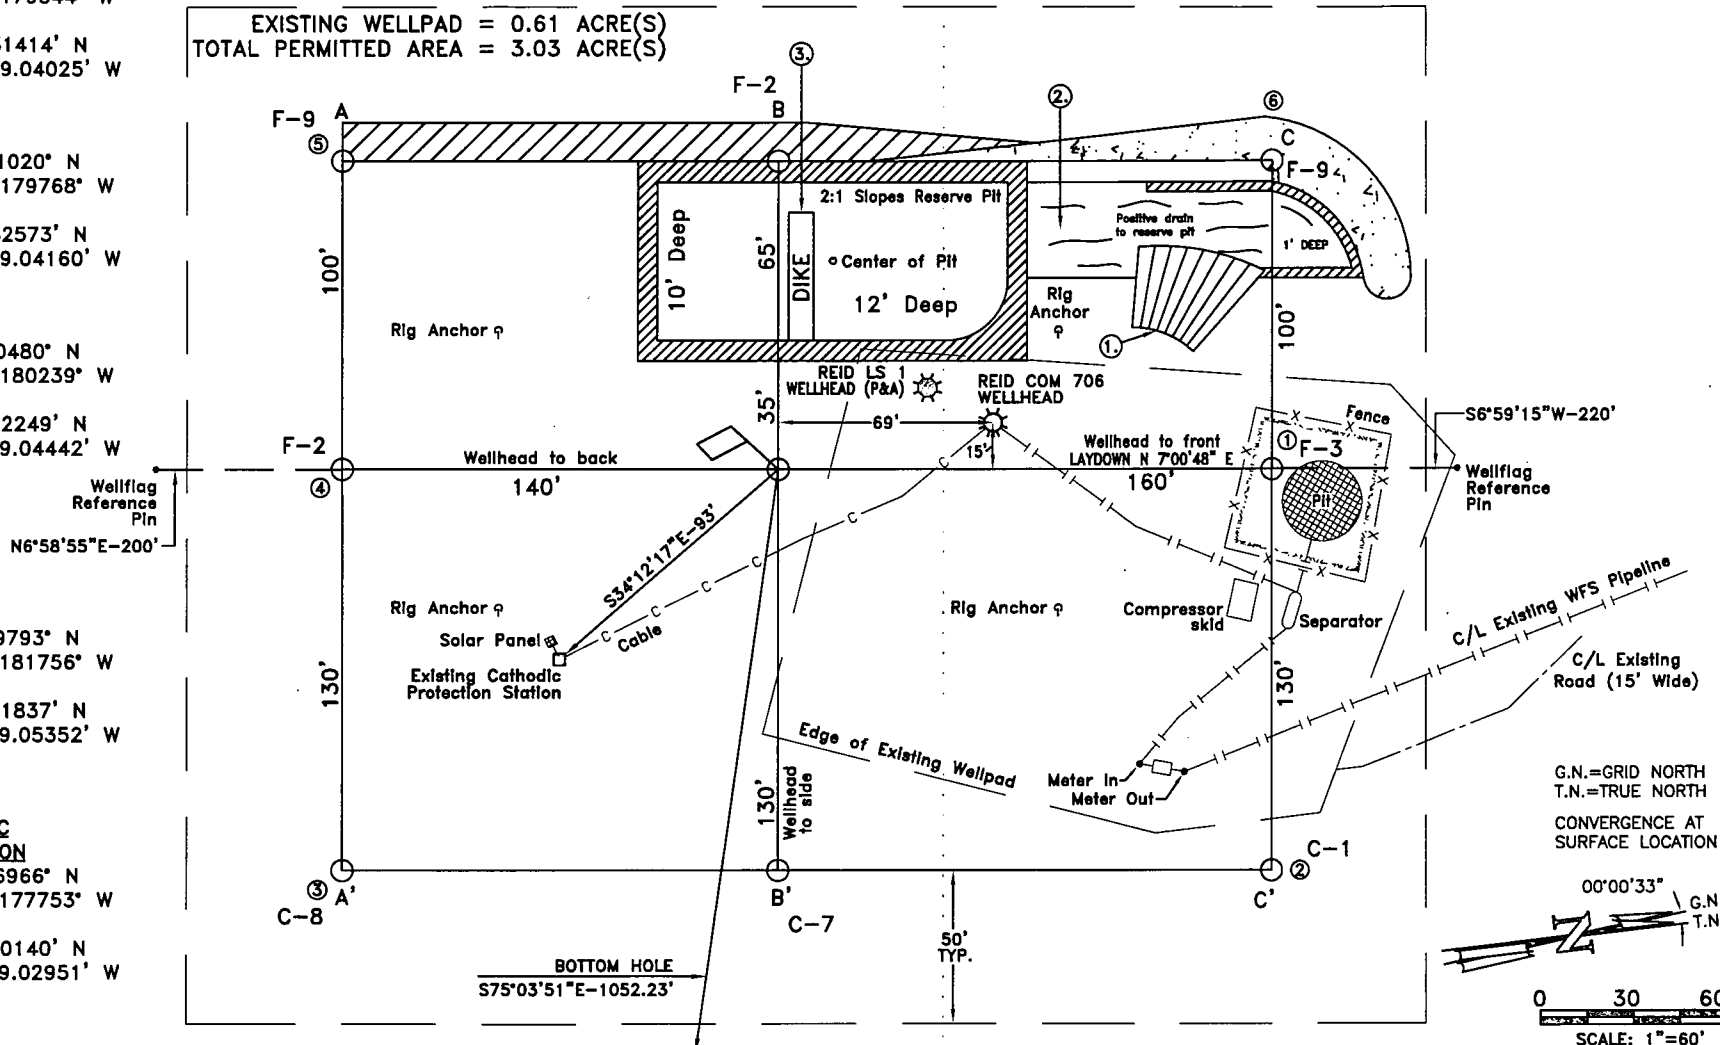 179844° W
1414' N
9.04025' W
1020° N
179768° W
2573' N
9.04160' W
0480° N
180239° W
2249' N
9.04442' W
9793° N
181756° W
1837' N
9.05352' W
C
ON
6966° N
177753° W
0140' N
9.02951' W
EXISTING WELLPAD = 0.61 ACRE(S)
TOTAL PERMITTED AREA = 3.03 ACRE(S)
3.
F-2
2.
6
A
B
F-9
5
C
F-9
2:1 Slopes Reserve Pit
Positive drain
to reserve pit
1' DEEP
10' Deep
65'
DIKE
Center of Pit
12' Deep
100'
Rig Anchor
Rig
Anchor
100'
1.
REID LS 1
WELLHEAD (P&A)
REID COM 706
WELLHEAD
35'
69'
15'
Fence
S6°59'15"W-220'
F-2
4
Wellhead to back
140'
Wellhead to front
LAYDOWN N 7°00'48" E
160'
1
F-3
Pit
Wellflag
Reference
Pin
Wellflag
Reference
Pin
N6°58'55"E-200'
S34°12'17"E-93'
C
C
C
C
C
C
Cable
Rig Anchor
Solar Panel
Existing Cathodic
Protection Station
Rig Anchor
Compressor
skid
Separator
C/L Existing WFS Pipeline
C/L Existing
Road (15' Wide)
130'
130'
130'
Wellhead
to side
Edge of Existing Wellpad
Meter In
Meter Out
G.N.=GRID NORTH
T.N.=TRUE NORTH
CONVERGENCE AT
SURFACE LOCATION
3
A'
C-8
B'
C-7
C-1
2
C'
00°00'33"
G.N
T.N
N
50'
TYP.
BOTTOM HOLE
S75°03'51"E-1052.23'
0 30 60
SCALE: 1"=60'